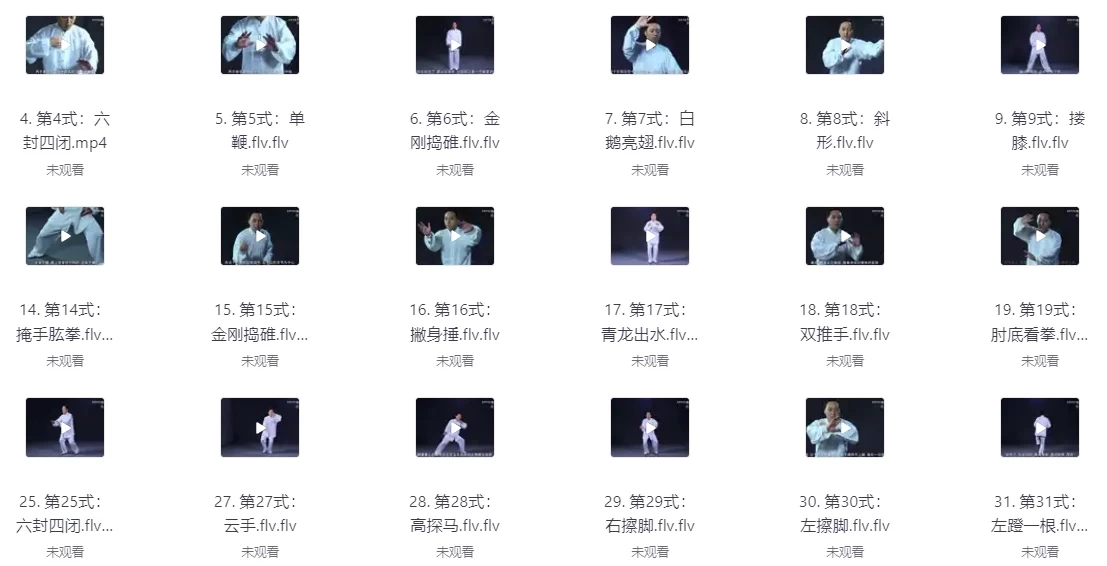 4. 第4式：六
封四闭.mp4
未观看
5. 第5式：单
鞭.flv.flv
未观看
6. 第6式：金
刚捣碓.flv.flv
未观看
7. 第7式：白
鹅亮翅.flv.flv
未观看
8. 第8式：斜
形.flv.flv
未观看
9. 第9式：搂
膝.flv.flv
未观看
14. 第14式：
掩手肱拳.flv...
未观看
15. 第15式：
金刚捣碓.flv...
未观看
16. 第16式：
撇身捶.flv.flv
未观看
17. 第17式：
青龙出水.flv...
未观看
18. 第18式：
双推手.flv.flv
未观看
19. 第19式：
肘底看拳.flv...
未观看
25. 第25式：
六封四闭.flv...
未观看
27. 第27式：
云手.flv.flv
未观看
28. 第28式：
高探马.flv.flv
未观看
29. 第29式：
右擦脚.flv.flv
未观看
30. 第30式：
左擦脚.flv.flv
未观看
31. 第31式：
左蹬一根.flv...
未观看